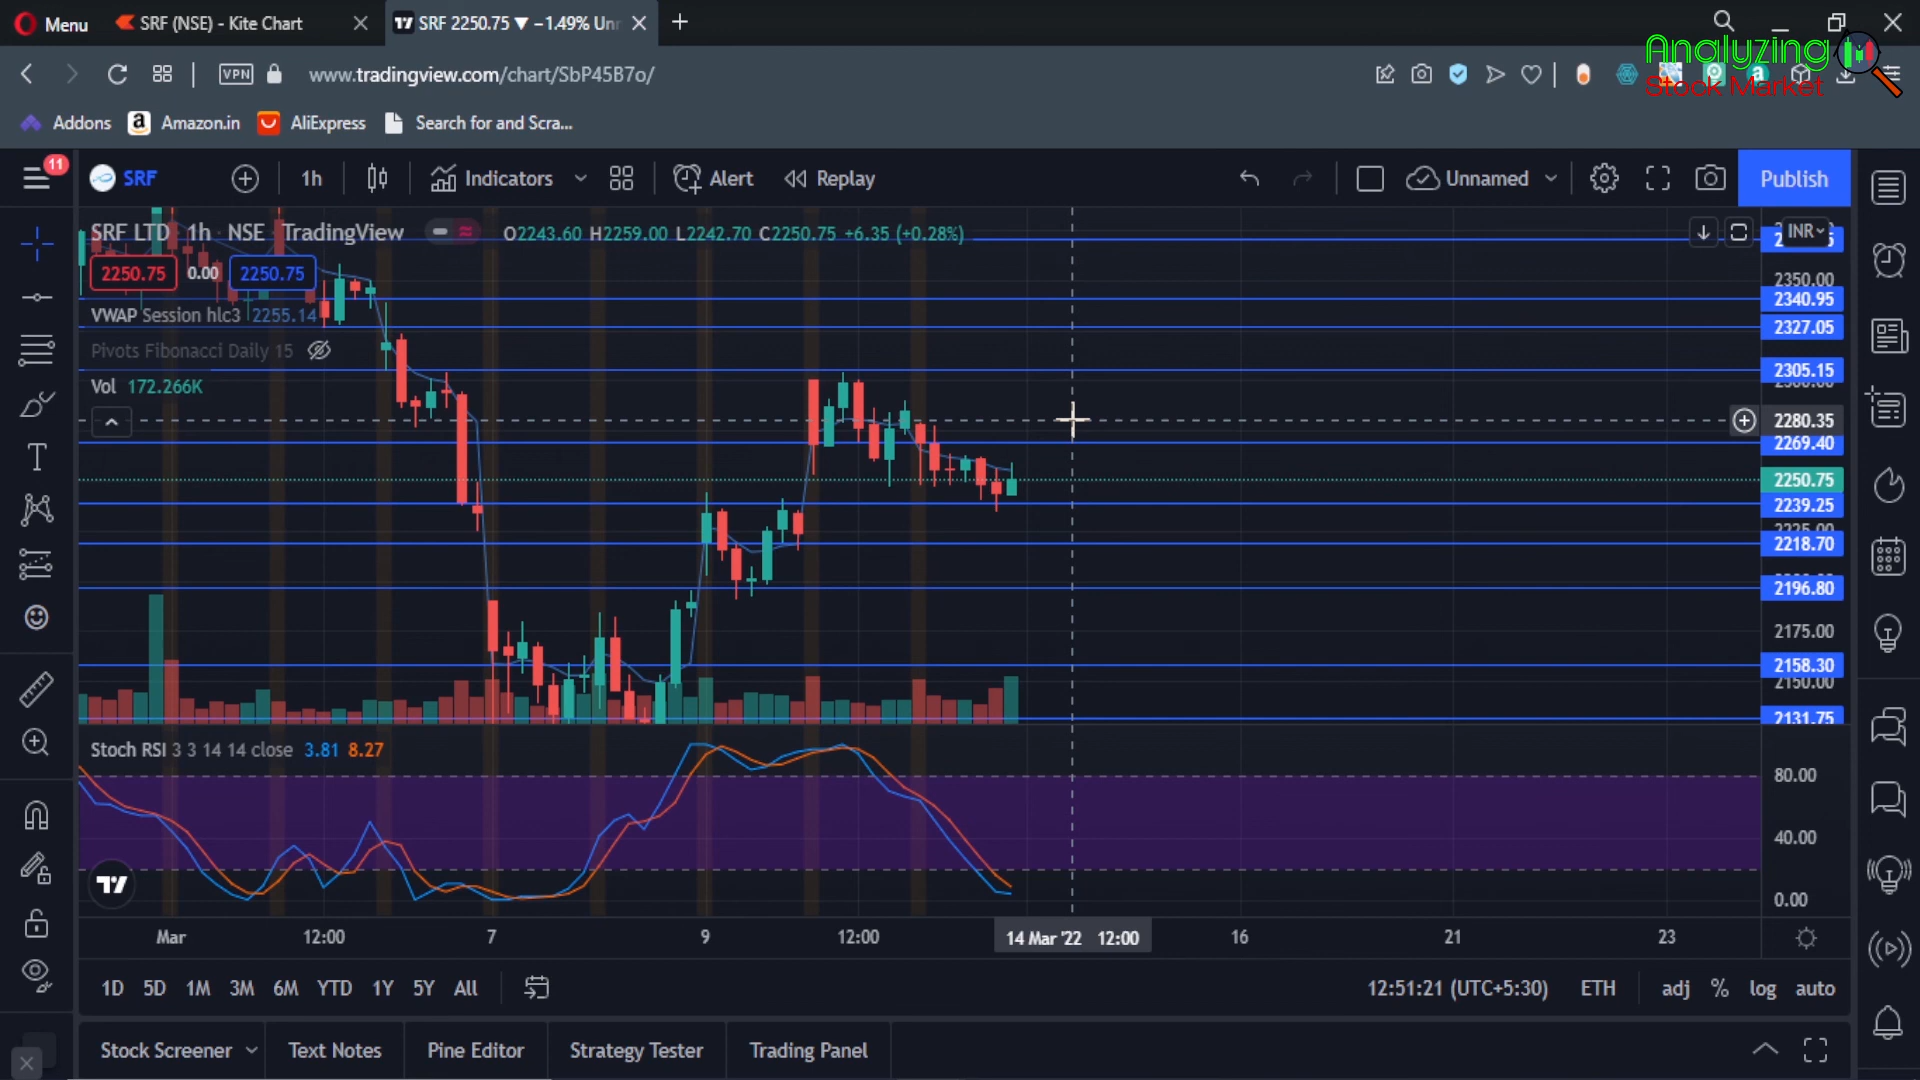 Menu
SRF (NSE) - Kite Chart
SRF 2250.75 ▼ −1.49% Unn
VPN
www.tradingview.com/chart/SbP45B7o/
Analyzing
Stock Market
Addons
Amazon.in
AliExpress
Search for and Scra...
11
SRF
1h
Indicators
Alert
Replay
Unnamed
Publish
SRF LTD 1h NSE TradingView
O2243.60 H2259.00 L2242.70 C2250.75 +6.35 (+0.28%)
INR
2250.75 0.00 2250.75
VWAP Session hlc3 2255.14
Pivots Fibonacci Daily 15
Vol 172.266K
2350.00
2340.95
2327.05
2305.15
2280.35
2269.40
2250.75
2239.25
2225.00
2218.70
2196.80
2175.00
2158.30
2150.00
2131.75
Stoch RSI 3 3 14 14 close 3.81 8.27
80.00
40.00
0.00
Mar 12:00 7 9 12:00 14 Mar '22 12:00 16 21 23
1D 5D 1M 3M 6M YTD 1Y 5Y All
12:51:21 (UTC+5:30) ETH adj % log auto
Stock Screener Text Notes Pine Editor Strategy Tester Trading Panel